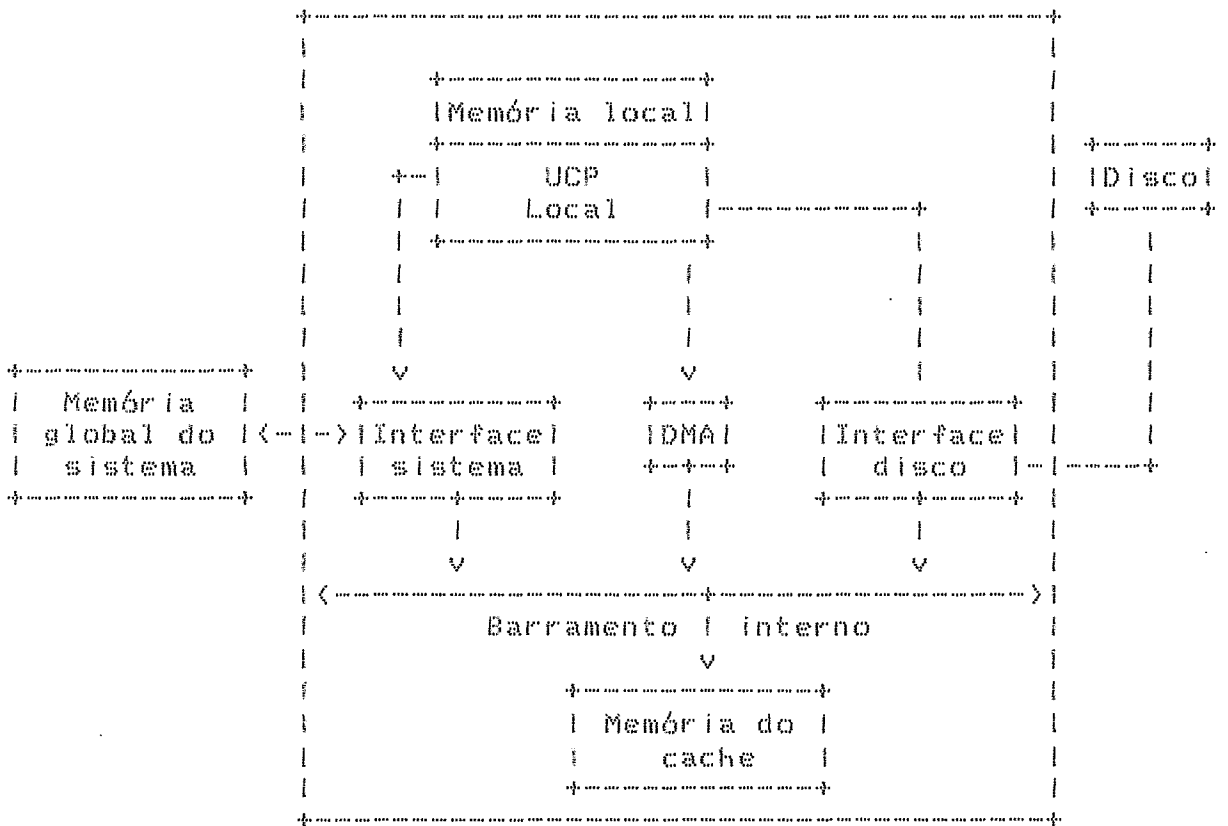 Memória local
UCP
Local
Disco
Memória
global do
sistema
Interface
sistema
DMA
Interface
disco
Barramento interno
Memória do
cache